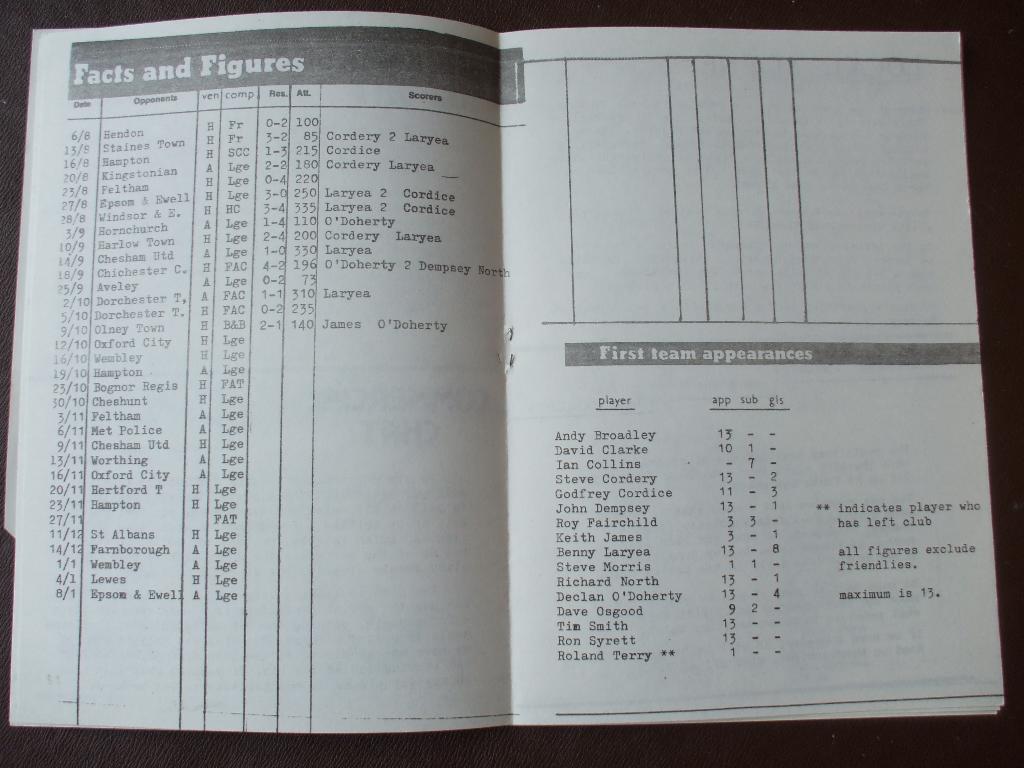 Facts and Figures
Date Opponents ven comp. Res. Att. Scorers
6/8 Hendon H Fr 0-2 100
13/8 Staines Town H Fr 3-2 85 Cordery 2 Laryea
16/8 Hampton H SCC 1-3 215 Cordice
20/8 Kingstonian A Lge 2-2 180 Cordery Laryea
23/8 Feltham H Lge 0-4 220
27/8 Epsom & Ewell H Lge 3-0 250 Laryea 2 Cordice
28/8 Windsor & E. H HC 3-4 335 Laryea 2 Cordice
3/9 Hornchurch A Lge 1-4 110 O'Doherty
10/9 Harlow Town H Lge 2-4 200 Cordery Laryea
14/9 Chesham Utd A Lge 1-0 330 Laryea
18/9 Chichester C. H FAC 4-2 196 O'Doherty 2 Dempsey North
25/9 Aveley A Lge 0-2 73
2/10 Dorchester T, A FAC 1-1 310 Laryea
5/10 Dorchester T. H FAC 0-2 235
9/10 Olney Town H B&B 2-1 140 James O'Doherty
12/10 Oxford City H Lge
16/10 Wembley H Lge
19/10 Hampton A Lge
23/10 Bognor Regis H FAT
30/10 Cheshunt H Lge
3/11 Feltham A Lge
6/11 Met Police A Lge
9/11 Chesham Utd H Lge
13/11 Worthing A Lge
16/11 Oxford City A Lge
20/11 Hertford T H Lge
23/11 Hampton H Lge
27/11 FAT
11/12 St Albans H Lge
14/12 Farnborough A Lge
1/1 Wembley A Lge
4/1 Lewes H Lge
8/1 Epsom & Ewell A Lge
First team appearances
player app sub gls
Andy Broadley 13 - -
David Clarke 10 1 -
Ian Collins - 7 -
Steve Cordery 13 - 2
Godfrey Cordice 11 - 3
John Dempsey 13 - 1
Roy Fairchild 3 3 -
Keith James 3 - 1
Benny Laryea 13 - 8
Steve Morris 1 1 -
Richard North 13 - 1
Declan O'Doherty 13 - 4
Dave Osgood 9 2 -
Tim Smith 13 - -
Ron Syrett 13 - -
Roland Terry ** 1 - -
** indicates player who
has left club
all figures exclude
friendlies.
maximum is 13.